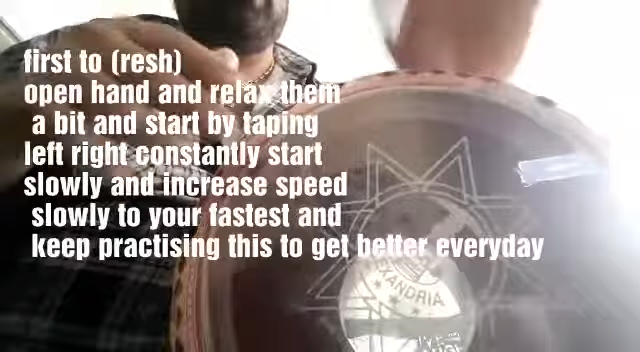 first to (resh)
open hand and relax them
a bit and start by taping
left right constantly start
slowly and increase speed
slowly to your fastest and
keep practising this to get better everyday
XANDRIA